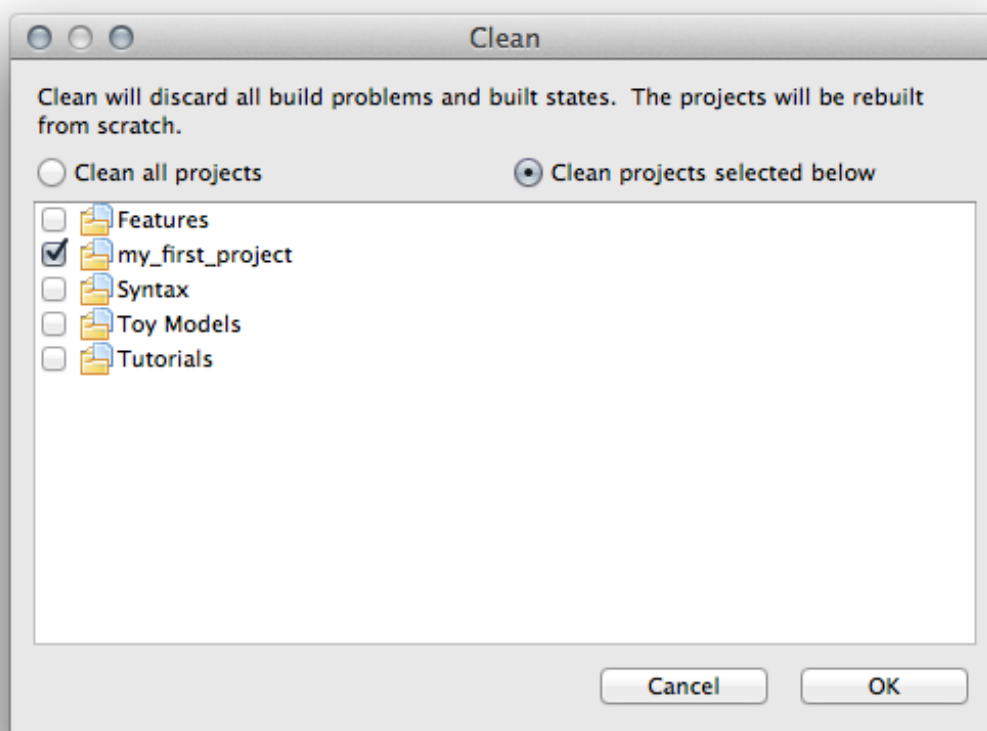 Clean
Clean will discard all build problems and built states.  The projects will be rebuilt
from scratch.
Clean all projects
Clean projects selected below
Features
my_first_project
Syntax
Toy Models
Tutorials
Cancel
OK